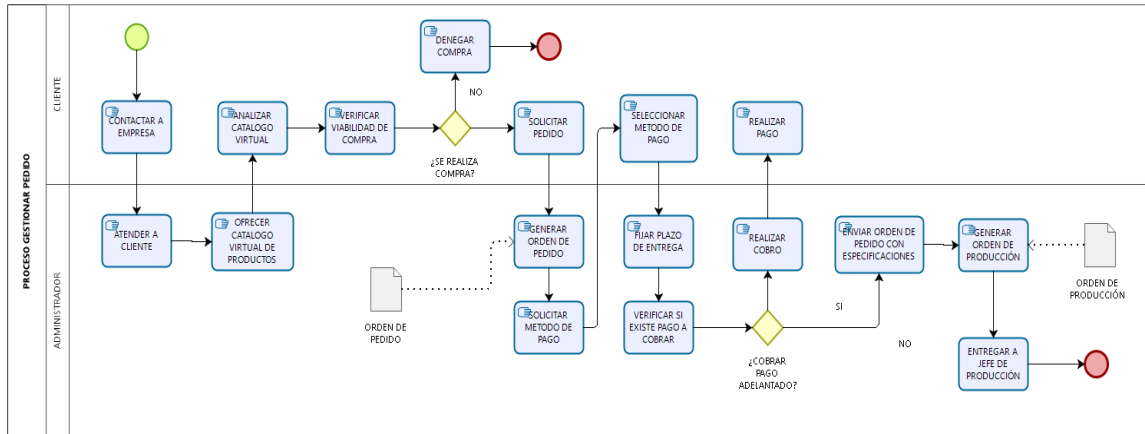 PROCESO GESTIONAR PEDIDO
CLIENTE
DENEGAR
COMPRA
NO
CONTACTAR A
EMPRESA
ANALIZAR
CATALOGO
VIRTUAL
VERIFICAR
VIABILIDAD DE
COMPRA
¿SE REALIZA
COMPRA?
SOLICITAR
PEDIDO
SELECCIONAR
METODO DE
PAGO
REALIZAR
PAGO
ADMINISTRADOR
ATENDER A
CLIENTE
OFRECER
CATALOGO
VIRTUAL DE
PRODUCTOS
ORDEN DE
PEDIDO
GENERAR
ORDEN DE
PEDIDO
SOLICITAR
METODO DE
PAGO
FIJAR PLAZO
DE ENTREGA
VERIFICAR SI
EXISTE PAGO A
COBRAR
REALIZAR
COBRO
¿COBRAR
PAGO
ADELANTADO?
SI
NO
ENVIAR ORDEN DE
PEDIDO CON
ESPECIFICACIONES
GENERAR
ORDEN DE
PRODUCCIÓN
ORDEN DE
PRODUCCIÓN
ENTREGAR A
JEFE DE
PRODUCCIÓN